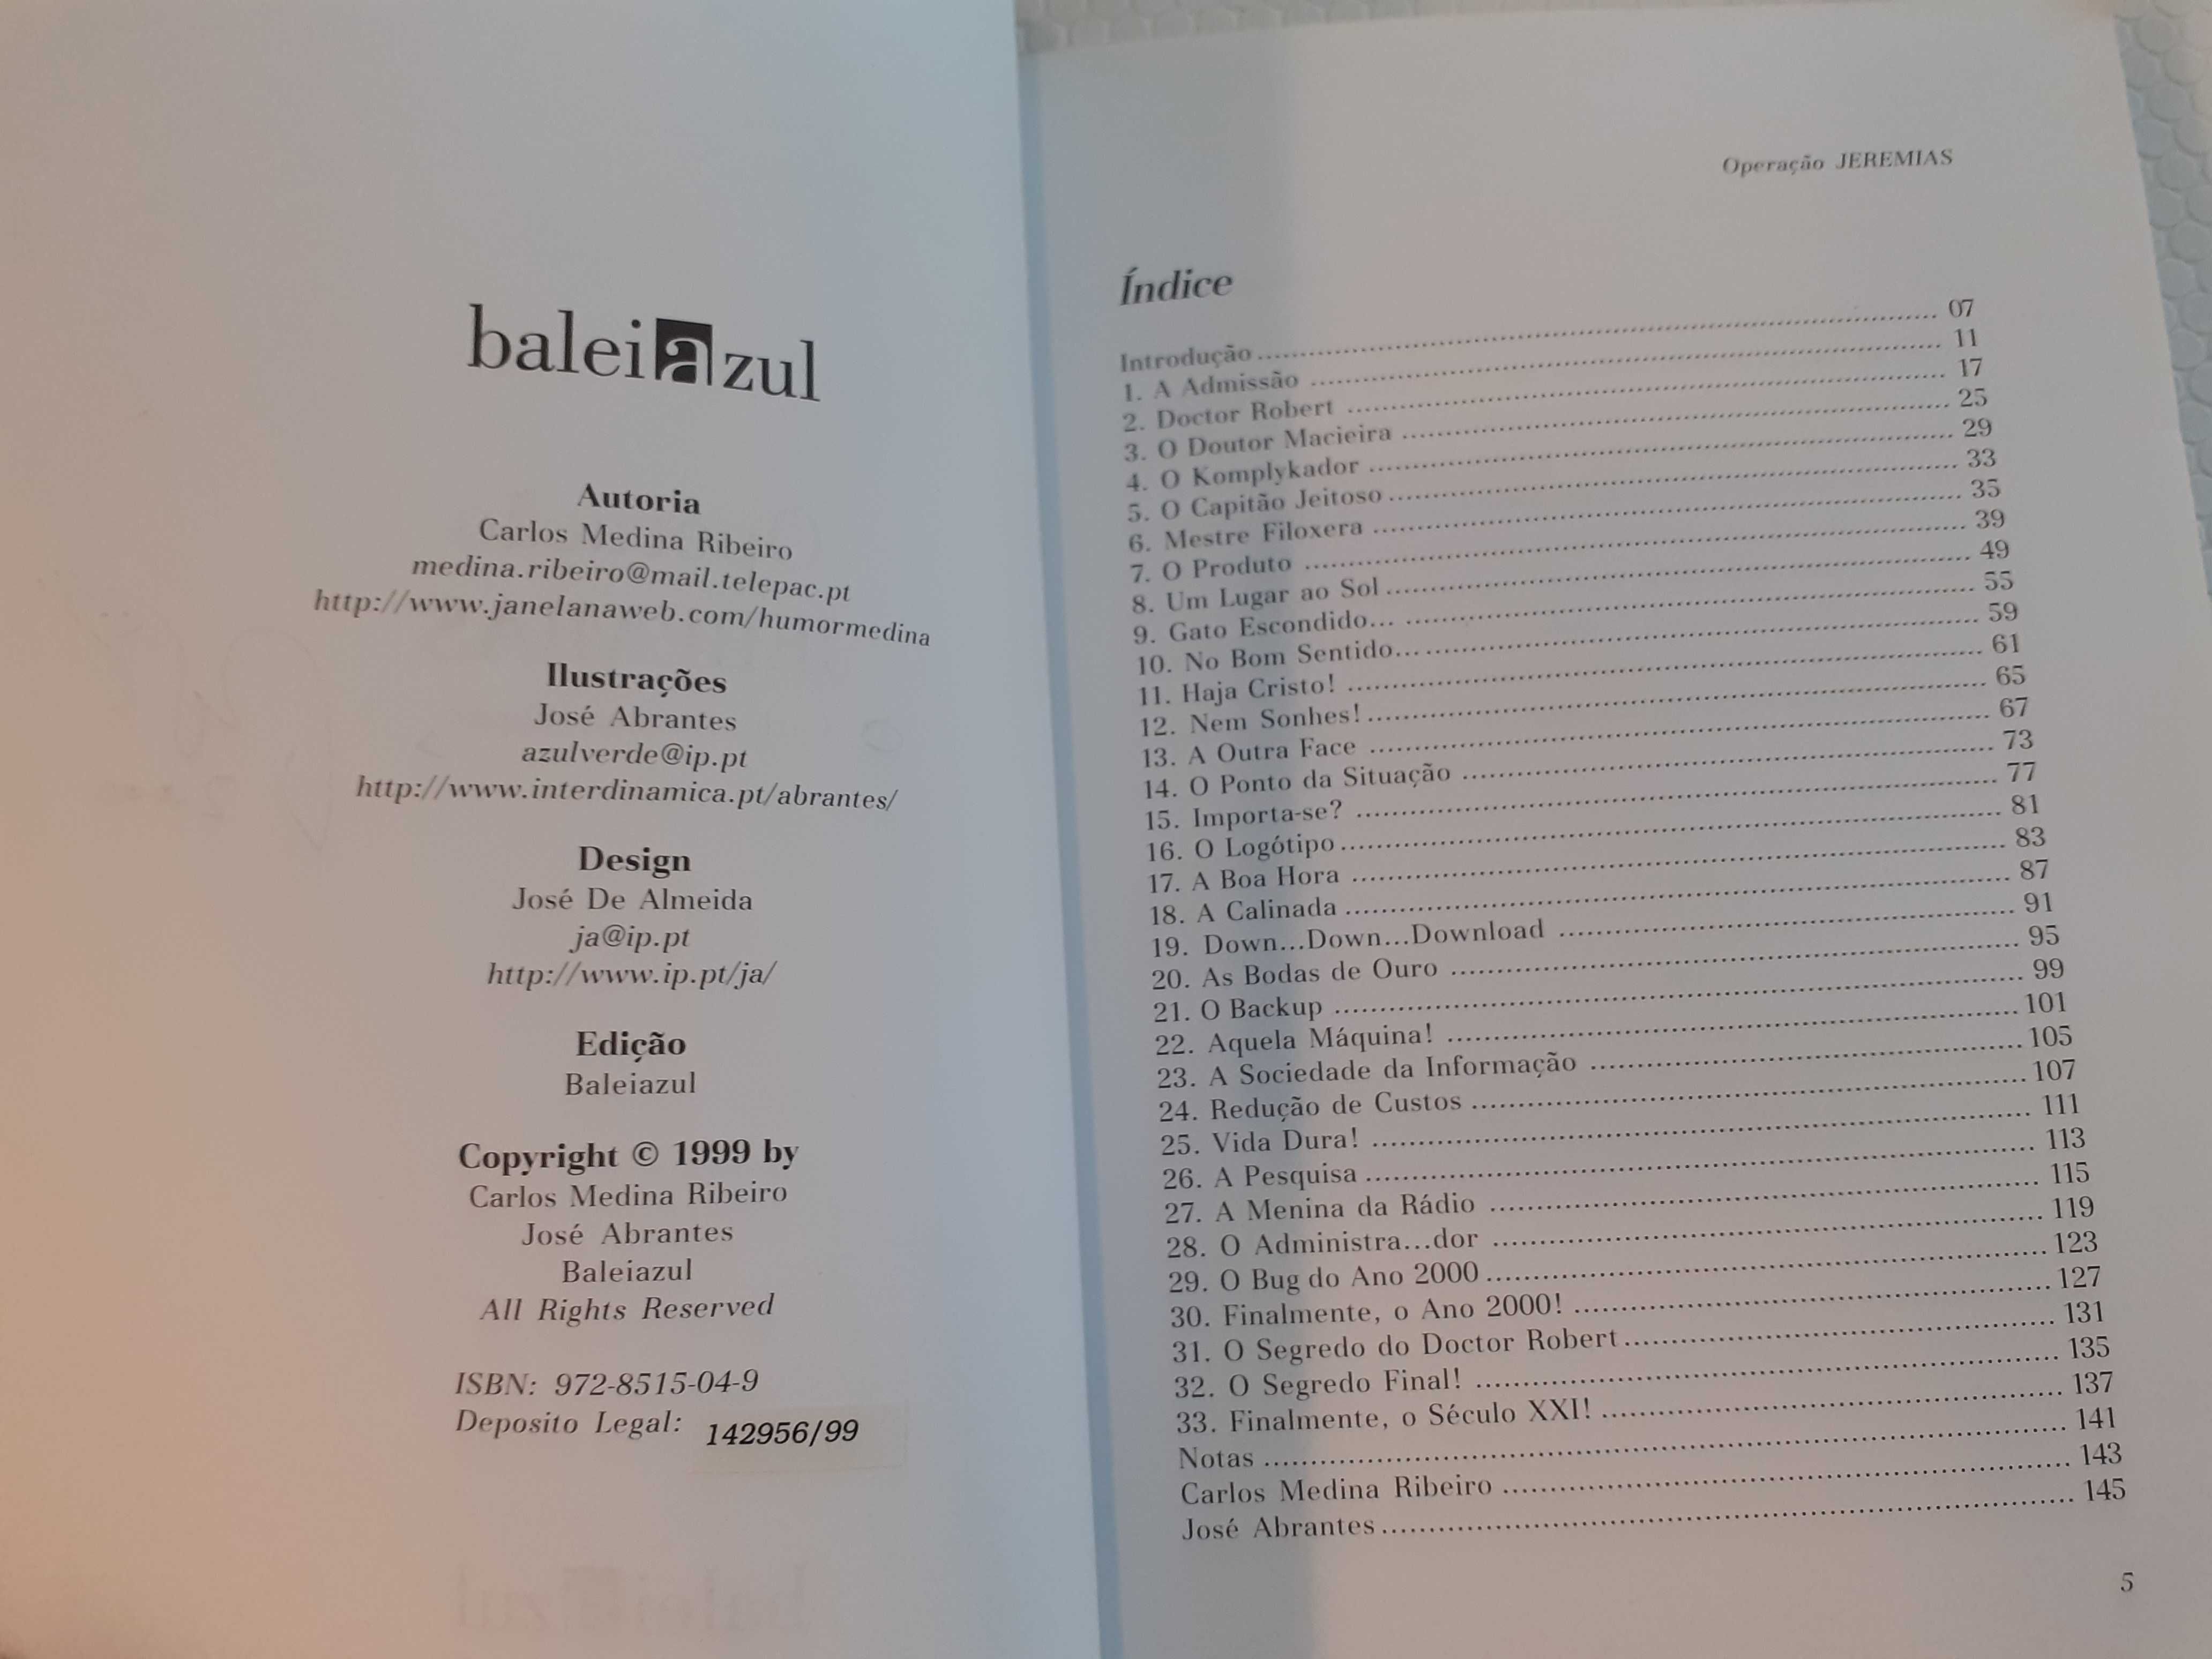 baleiazul
Autoria
Carlos Medina Ribeiro
medina.ribeiro@mail.telepac.pt
http://www.janelanaweb.com/humormedina
Ilustrações
José Abrantes
azulverde@ip.pt
http://www.interdinamica.pt/abrantes/
Design
José De Almeida
ja@ip.pt
http://www.ip.pt/ja/
Edição
Baleiazul
Copyright © 1999 by
Carlos Medina Ribeiro
José Abrantes
Baleiazul
All Rights Reserved
ISBN: 972-8515-04-9
Deposito Legal: 142956/99
Operação JEREMIAS
Índice
Introdução ........ 07
1. A Admissão ........ 11
2. Doctor Robert ........ 17
3. O Doutor Macieira ........ 25
4. O Komplykador ........ 29
5. O Capitão Jeitoso ........ 33
6. Mestre Filoxera ........ 35
7. O Produto ........ 39
8. Um Lugar ao Sol ........ 49
9. Gato Escondido... ........ 55
10. No Bom Sentido... ........ 59
11. Haja Cristo! ........ 61
12. Nem Sonhes! ........ 65
13. A Outra Face ........ 67
14. O Ponto da Situação ........ 73
15. Importa-se? ........ 77
16. O Logótipo ........ 81
17. A Boa Hora ........ 83
18. A Calinada ........ 87
19. Down...Down...Download ........ 91
20. As Bodas de Ouro ........ 95
21. O Backup ........ 99
22. Aquela Máquina! ........ 101
23. A Sociedade da Informação ........ 105
24. Redução de Custos ........ 107
25. Vida Dura! ........ 111
26. A Pesquisa ........ 113
27. A Menina da Rádio ........ 115
28. O Administra...dor ........ 119
29. O Bug do Ano 2000 ........ 123
30. Finalmente, o Ano 2000! ........ 127
31. O Segredo do Doctor Robert ........ 131
32. O Segredo Final! ........ 135
33. Finalmente, o Século XXI! ........ 137
Notas ........ 141
Carlos Medina Ribeiro ........ 143
José Abrantes ........ 145
5